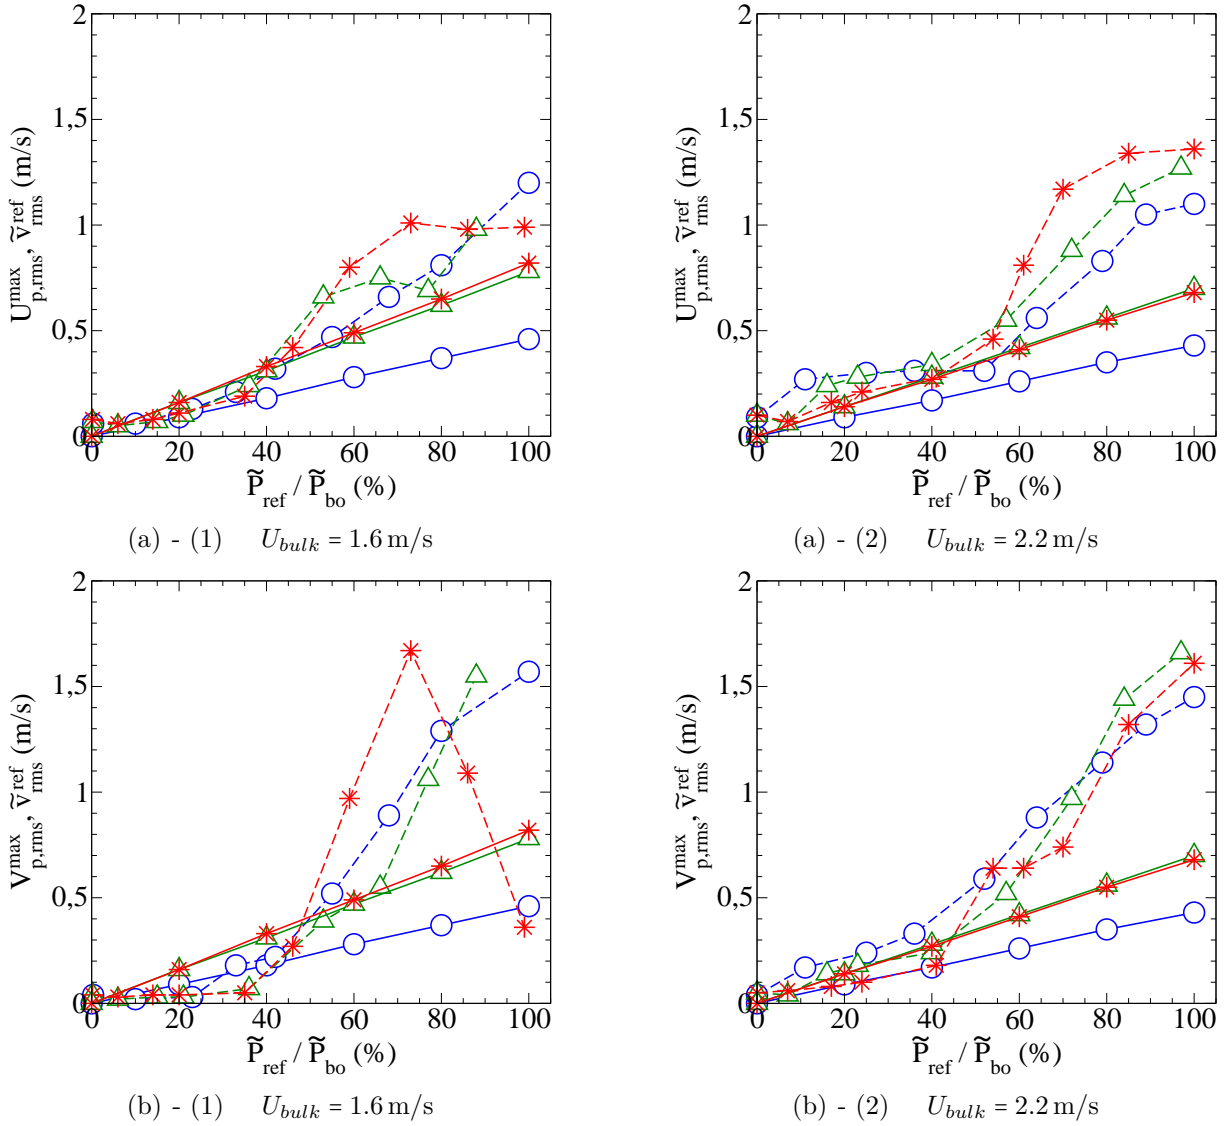 2
1,5
1
0,5
0
0 20 40 60 80 100
U^max_p,rms, ṽ^ref_rms (m/s)
P̃_ref / P̃_bo (%)
(a) - (1) U_bulk = 1.6 m/s
2
1,5
1
0,5
0
0 20 40 60 80 100
U^max_p,rms, ṽ^ref_rms (m/s)
P̃_ref / P̃_bo (%)
(a) - (2) U_bulk = 2.2 m/s
2
1,5
1
0,5
0
0 20 40 60 80 100
V^max_p,rms, ṽ^ref_rms (m/s)
P̃_ref / P̃_bo (%)
(b) - (1) U_bulk = 1.6 m/s
2
1,5
1
0,5
0
0 20 40 60 80 100
V^max_p,rms, ṽ^ref_rms (m/s)
P̃_ref / P̃_bo (%)
(b) - (2) U_bulk = 2.2 m/s